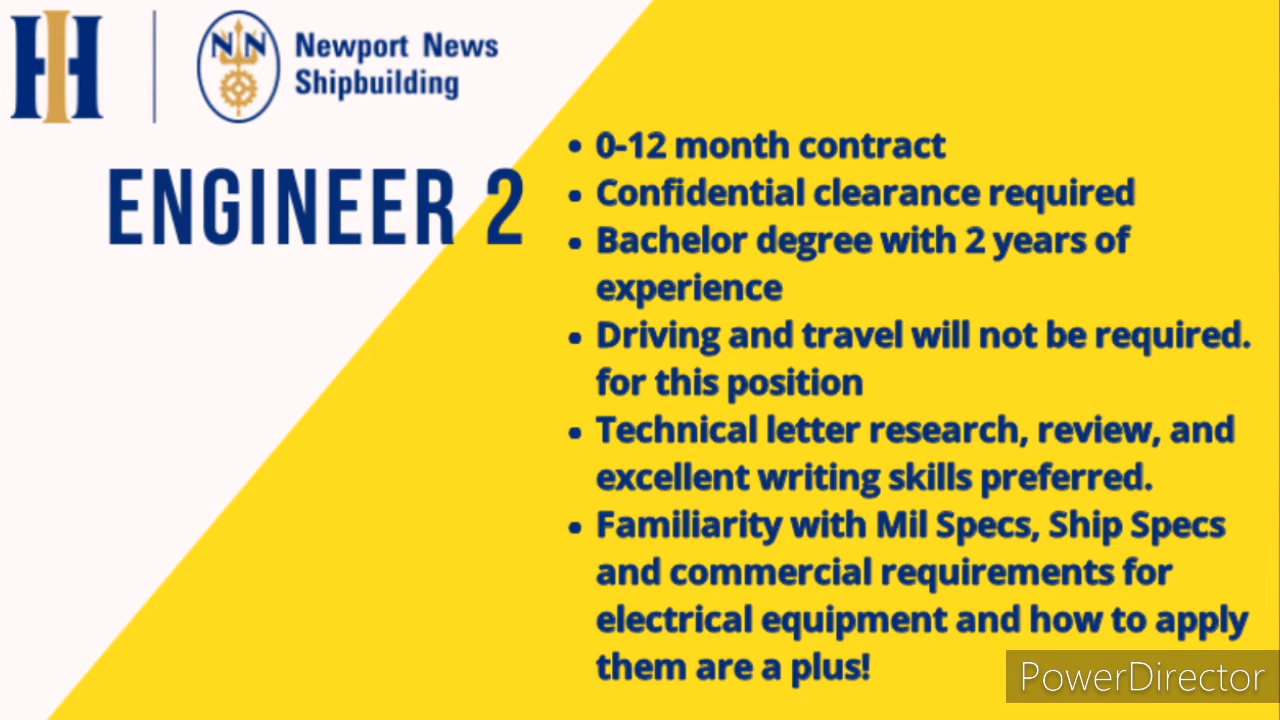 Newport News
Shipbuilding
ENGINEER 2
• 0-12 month contract
• Confidential clearance required
• Bachelor degree with 2 years of
experience
• Driving and travel will not be required.
for this position
• Technical letter research, review, and
excellent writing skills preferred.
• Familiarity with Mil Specs, Ship Specs
and commercial requirements for
electrical equipment and how to apply
them are a plus!
PowerDirector